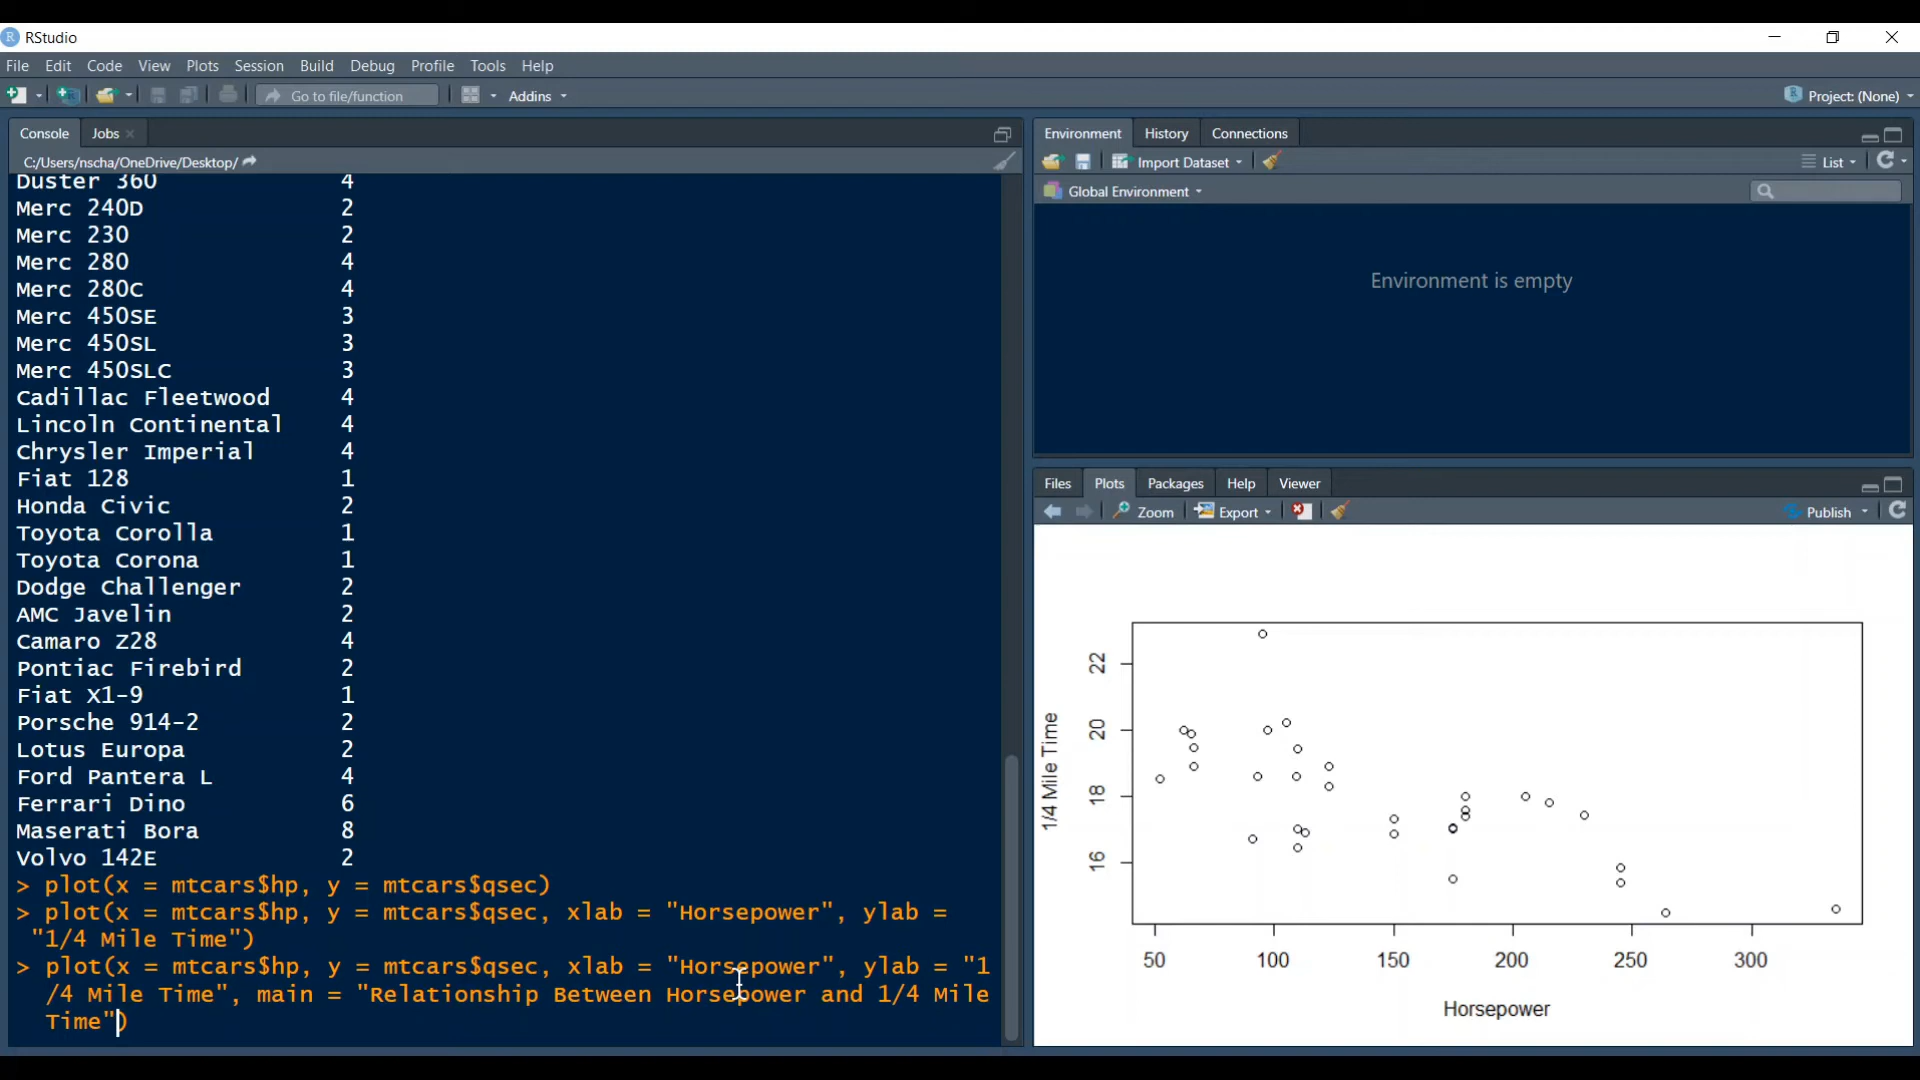 RStudio
File Edit Code View Plots Session Build Debug Profile Tools Help
Go to file/function Addins Project: (None)
Console Jobs
C:/Users/nscha/OneDrive/Desktop/
Duster 360 4
Merc 240D 2
Merc 230 2
Merc 280 4
Merc 280C 4
Merc 450SE 3
Merc 450SL 3
Merc 450SLC 3
Cadillac Fleetwood 4
Lincoln Continental 4
Chrysler Imperial 4
Fiat 128 1
Honda Civic 2
Toyota Corolla 1
Toyota Corona 1
Dodge Challenger 2
AMC Javelin 2
Camaro Z28 4
Pontiac Firebird 2
Fiat X1-9 1
Porsche 914-2 2
Lotus Europa 2
Ford Pantera L 4
Ferrari Dino 6
Maserati Bora 8
Volvo 142E 2
> plot(x = mtcars$hp, y = mtcars$qsec)
> plot(x = mtcars$hp, y = mtcars$qsec, xlab = "Horsepower", ylab =
"1/4 Mile Time")
> plot(x = mtcars$hp, y = mtcars$qsec, xlab = "Horsepower", ylab = "1
/4 Mile Time", main = "Relationship Between Horsepower and 1/4 Mile
Time")
Environment History Connections
Import Dataset List
Global Environment
Environment is empty
Files Plots Packages Help Viewer
Zoom Export Publish
22
20
18
16
1/4 Mile Time
50 100 150 200 250 300
Horsepower